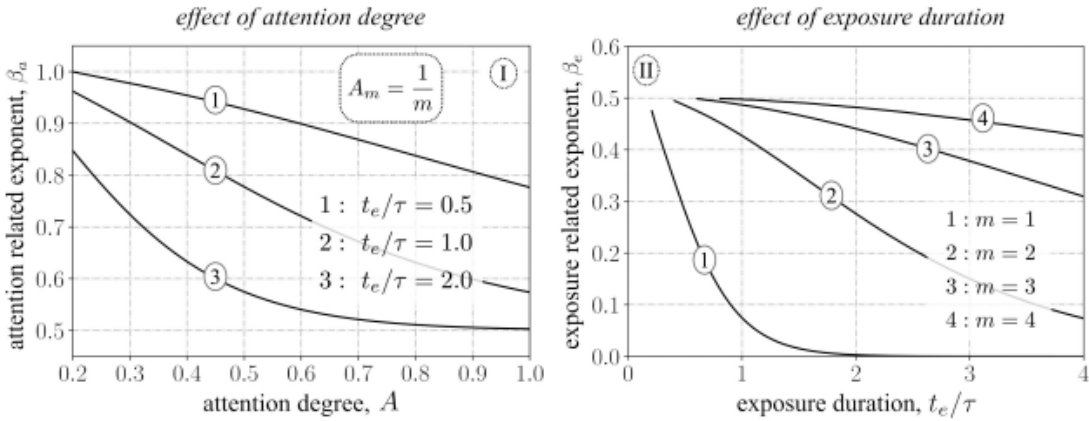 effect of attention degree
effect of exposure duration
attention related exponent, βₐ
1.0
0.9
0.8
0.7
0.6
0.5
A_m = 1/m
I
1
2
3
1 : t_e/τ = 0.5
2 : t_e/τ = 1.0
3 : t_e/τ = 2.0
0.2 0.3 0.4 0.5 0.6 0.7 0.8 0.9 1.0
attention degree, A
exposure related exponent, βₑ
0.6
0.5
0.4
0.3
0.2
0.1
0.0
II
4
3
2
1
1 : m = 1
2 : m = 2
3 : m = 3
4 : m = 4
0 1 2 3 4
exposure duration, t_e/τ